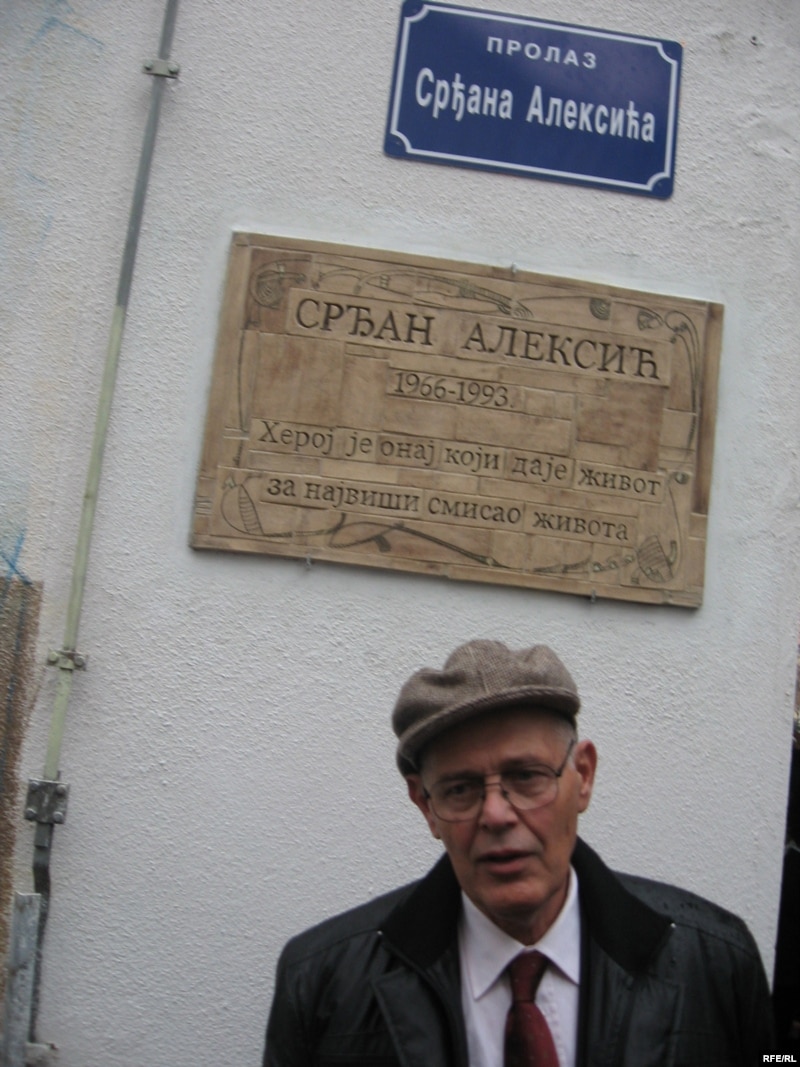 ПРОЛАЗ
Срђана Алексића
СРЂАН АЛЕКСИЋ
1966-1993.
Херој је онај који даје живот
за највиши смисао живота
RFE/RL